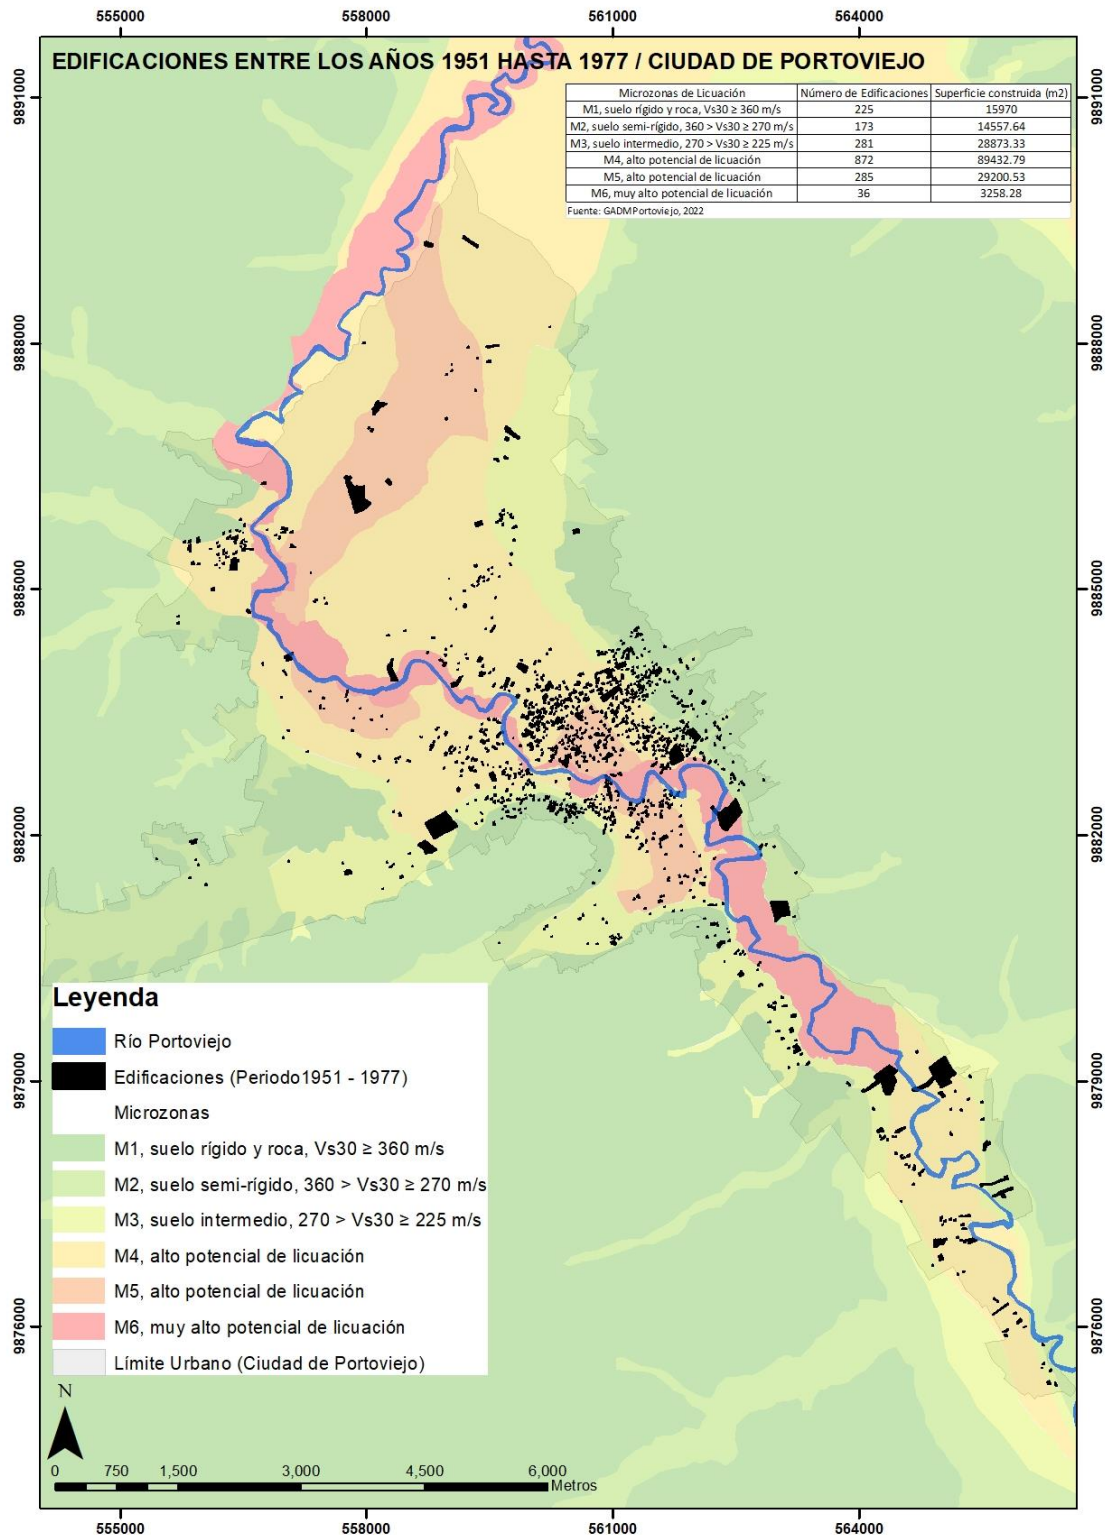 555000 558000 561000 564000
EDIFICACIONES ENTRE LOS AÑOS 1951 HASTA 1977 / CIUDAD DE PORTOVIEJO
Microzonas de Licuación Número de Edificaciones Superficie construida (m2)
M1, suelo rígido y roca, Vs30 ≥ 360 m/s 225 15970
M2, suelo semi-rígido, 360 > Vs30 ≥ 270 m/s 173 14557.64
M3, suelo intermedio, 270 > Vs30 ≥ 225 m/s 281 28873.33
M4, alto potencial de licuación 872 89432.79
M5, alto potencial de licuación 285 29200.53
M6, muy alto potencial de licuación 36 3258.28
Fuente: GADMPortoviejo, 2022
9891000 9891000
9888000 9888000
9885000 9885000
9882000 9882000
9879000 9879000
9876000 9876000
Leyenda
Río Portoviejo
Edificaciones (Periodo1951 - 1977)
Microzonas
M1, suelo rígido y roca, Vs30 ≥ 360 m/s
M2, suelo semi-rígido, 360 > Vs30 ≥ 270 m/s
M3, suelo intermedio, 270 > Vs30 ≥ 225 m/s
M4, alto potencial de licuación
M5, alto potencial de licuación
M6, muy alto potencial de licuación
Límite Urbano (Ciudad de Portoviejo)
N
0 750 1,500 3,000 4,500 6,000
Metros
555000 558000 561000 564000